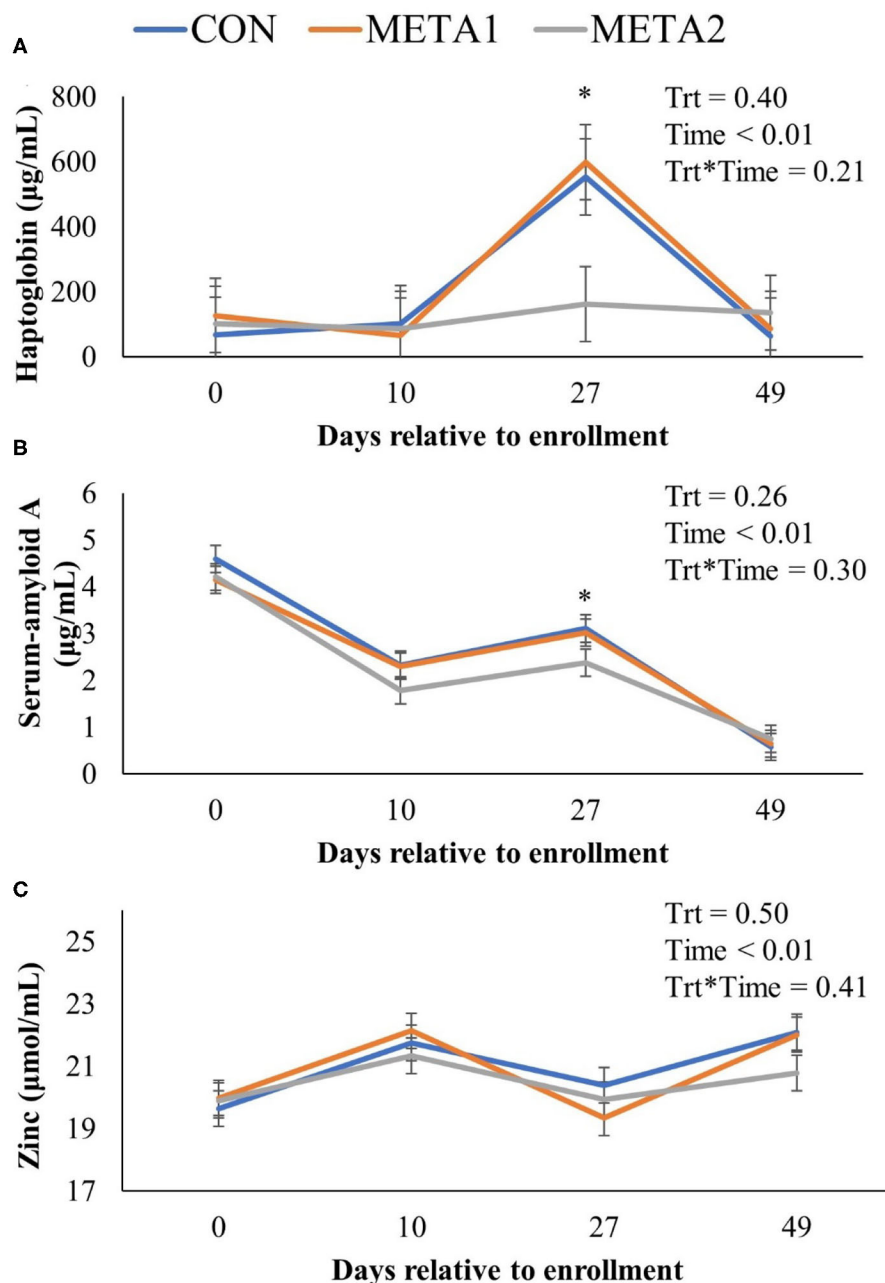 CON META1 META2
A
800
600
400
200
0
Haptoglobin (µg/mL)
*
Trt = 0.40
Time < 0.01
Trt*Time = 0.21
0 10 27 49
Days relative to enrollment
B
6
5
4
3
2
1
0
Serum-amyloid A
(µg/mL)
*
Trt = 0.26
Time < 0.01
Trt*Time = 0.30
0 10 27 49
Days relative to enrollment
C
25
23
21
19
17
Zinc (µmol/mL)
Trt = 0.50
Time < 0.01
Trt*Time = 0.41
0 10 27 49
Days relative to enrollment